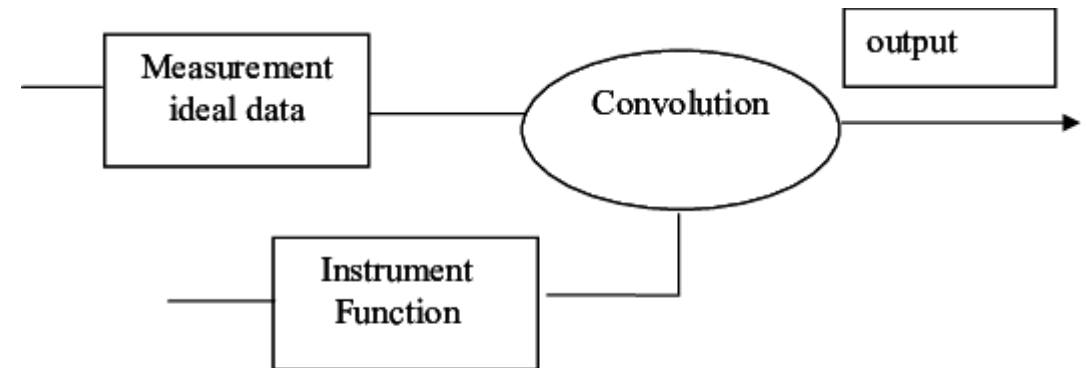 Measurement
ideal data
Convolution
output
Instrument
Function